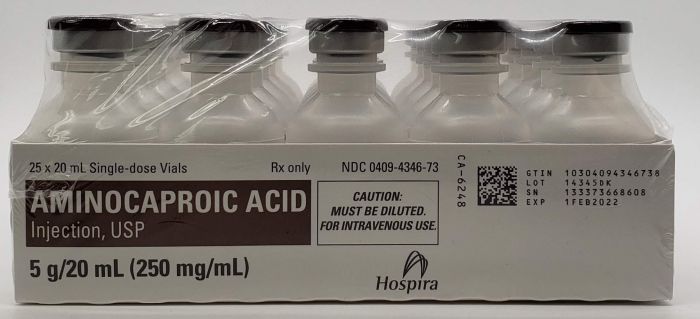 25 x 20 mL Single-dose Vials Rx only NDC 0409-4346-73
AMINOCAPROIC ACID
Injection, USP
5 g/20 mL (250 mg/mL)
CAUTION:
MUST BE DILUTED.
FOR INTRAVENOUS USE.
Hospira
CA-6248
GTIN 10304094346738
LOT 14345DK
SN 133373668608
EXP 1FEB2022